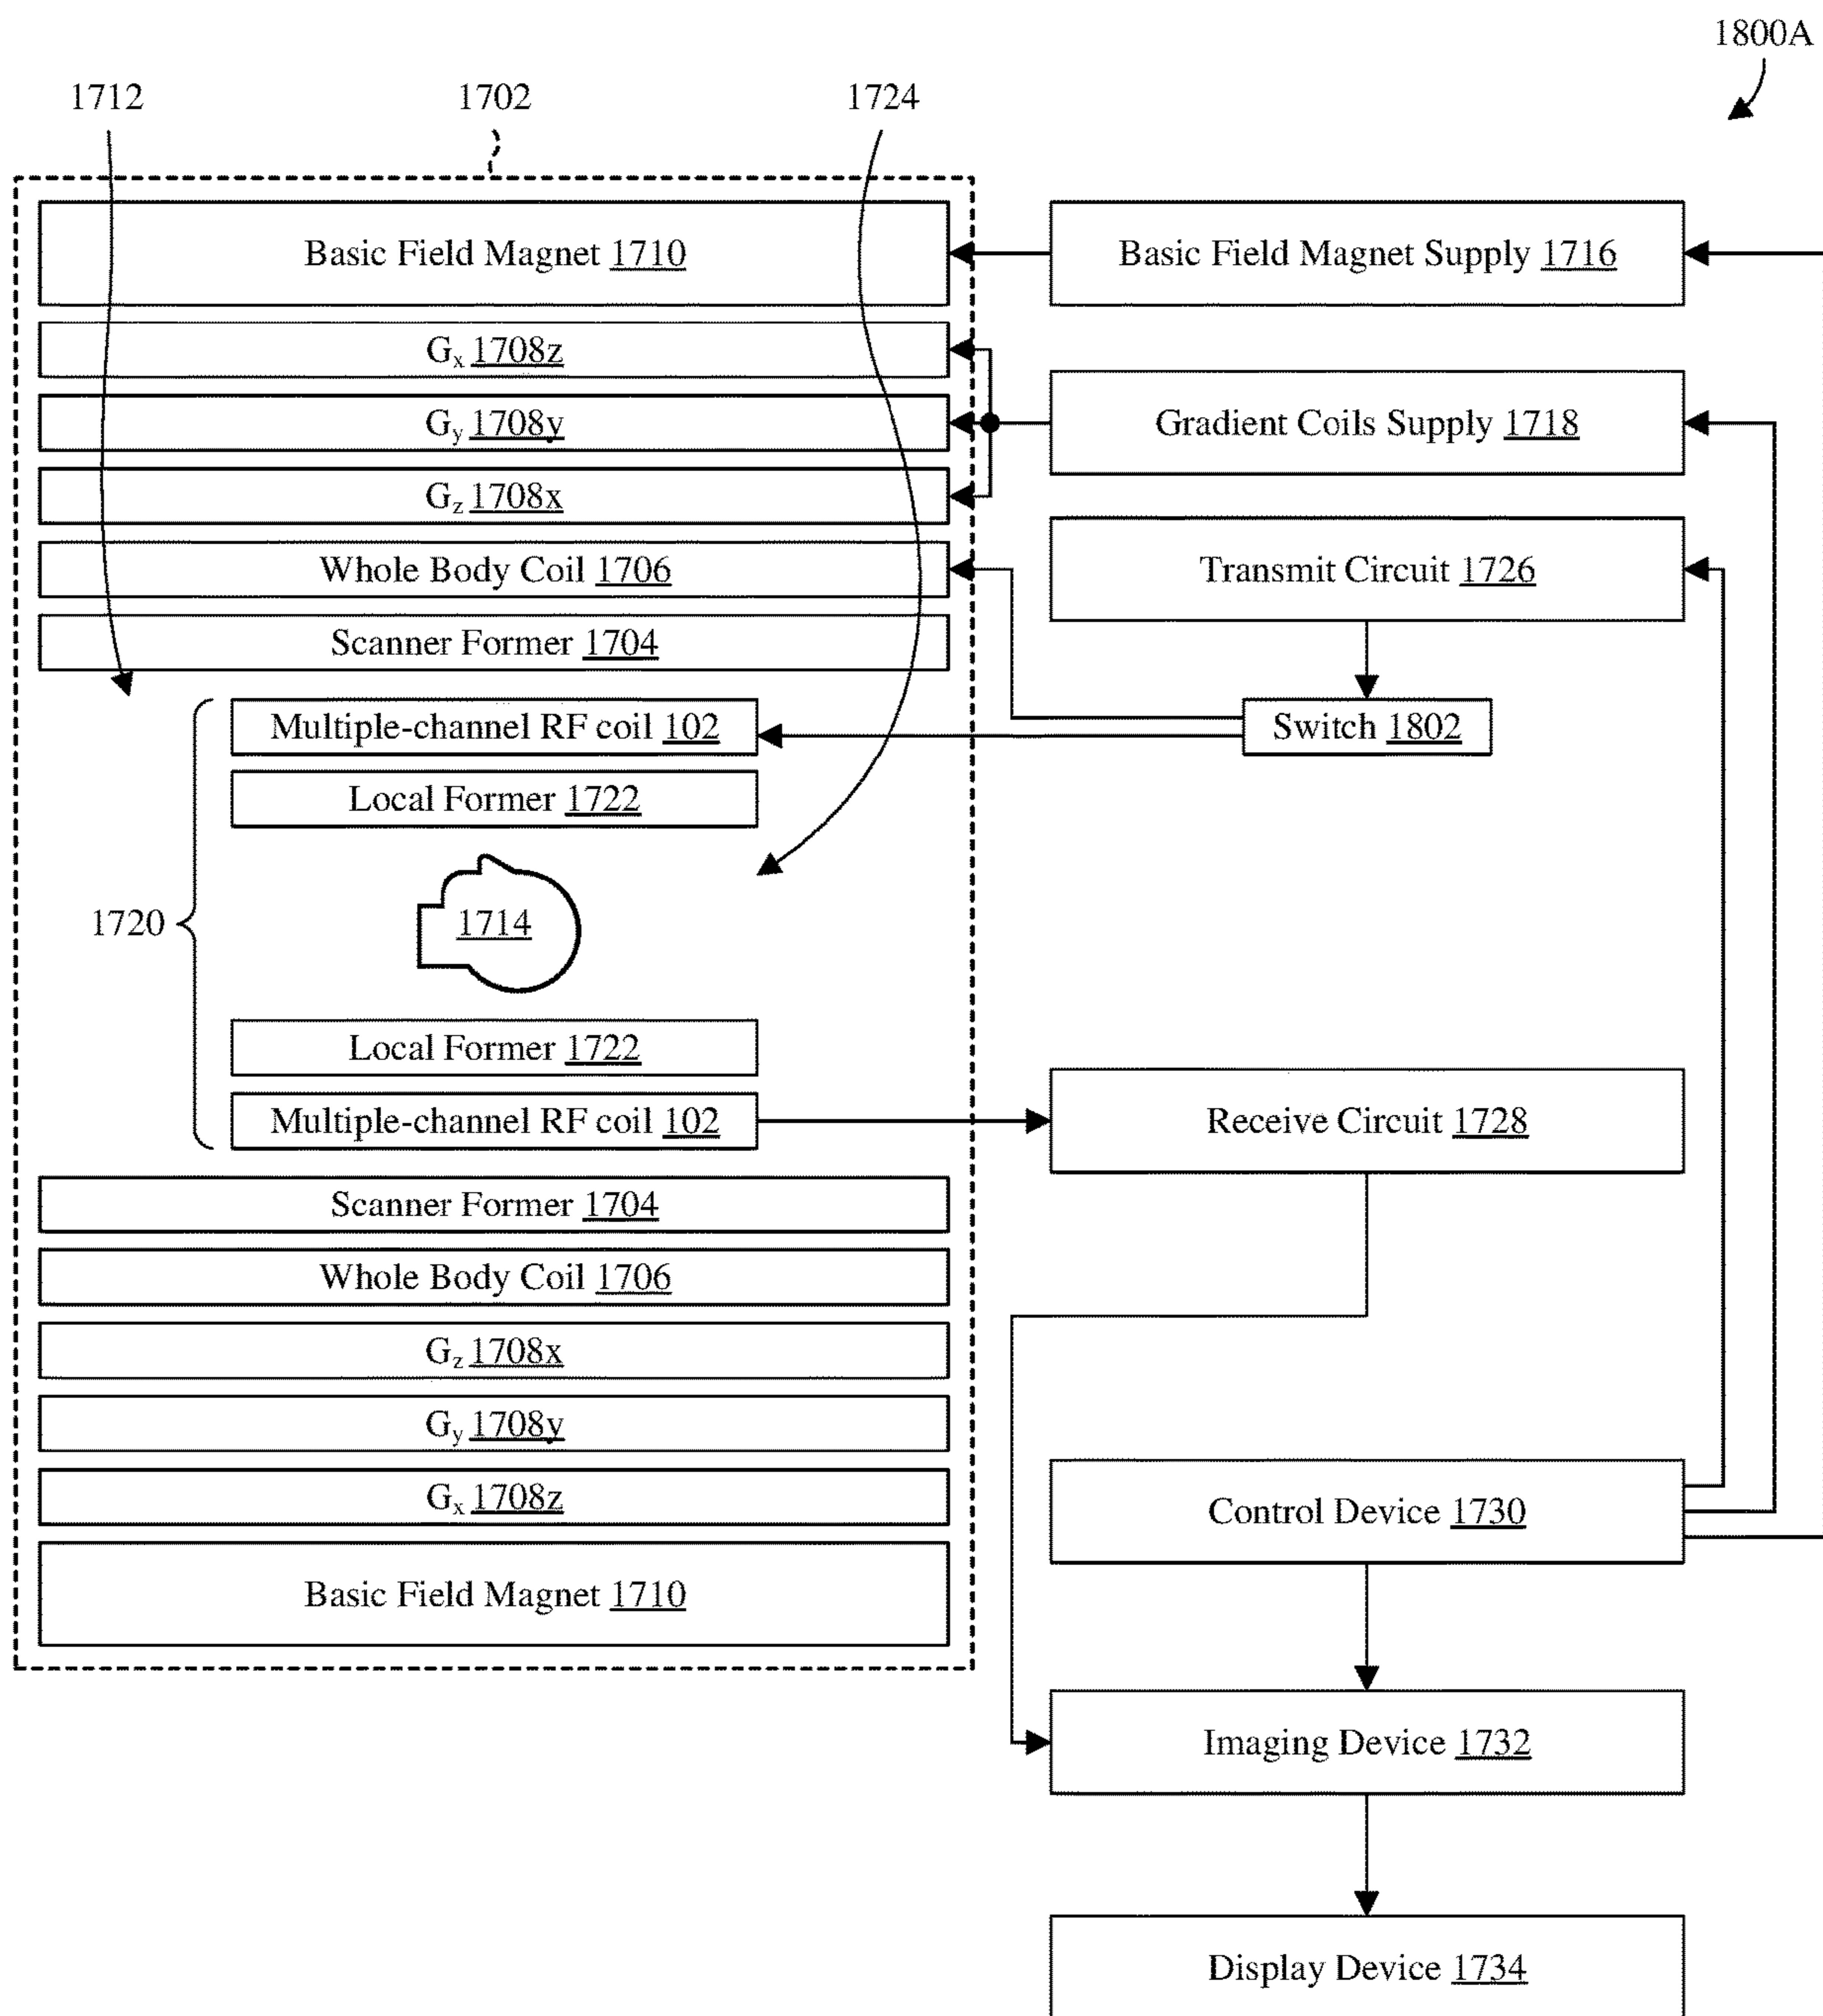 1800A
1712
1702
1724
Basic Field Magnet 1710
Basic Field Magnet Supply 1716
Gx 1708z
Gy 1708y
Gradient Coils Supply 1718
Gz 1708x
Whole Body Coil 1706
Transmit Circuit 1726
Scanner Former 1704
Multiple-channel RF coil 102
Switch 1802
Local Former 1722
1720
1714
Local Former 1722
Multiple-channel RF coil 102
Receive Circuit 1728
Scanner Former 1704
Whole Body Coil 1706
Gz 1708x
Gy 1708y
Gx 1708z
Control Device 1730
Basic Field Magnet 1710
Imaging Device 1732
Display Device 1734